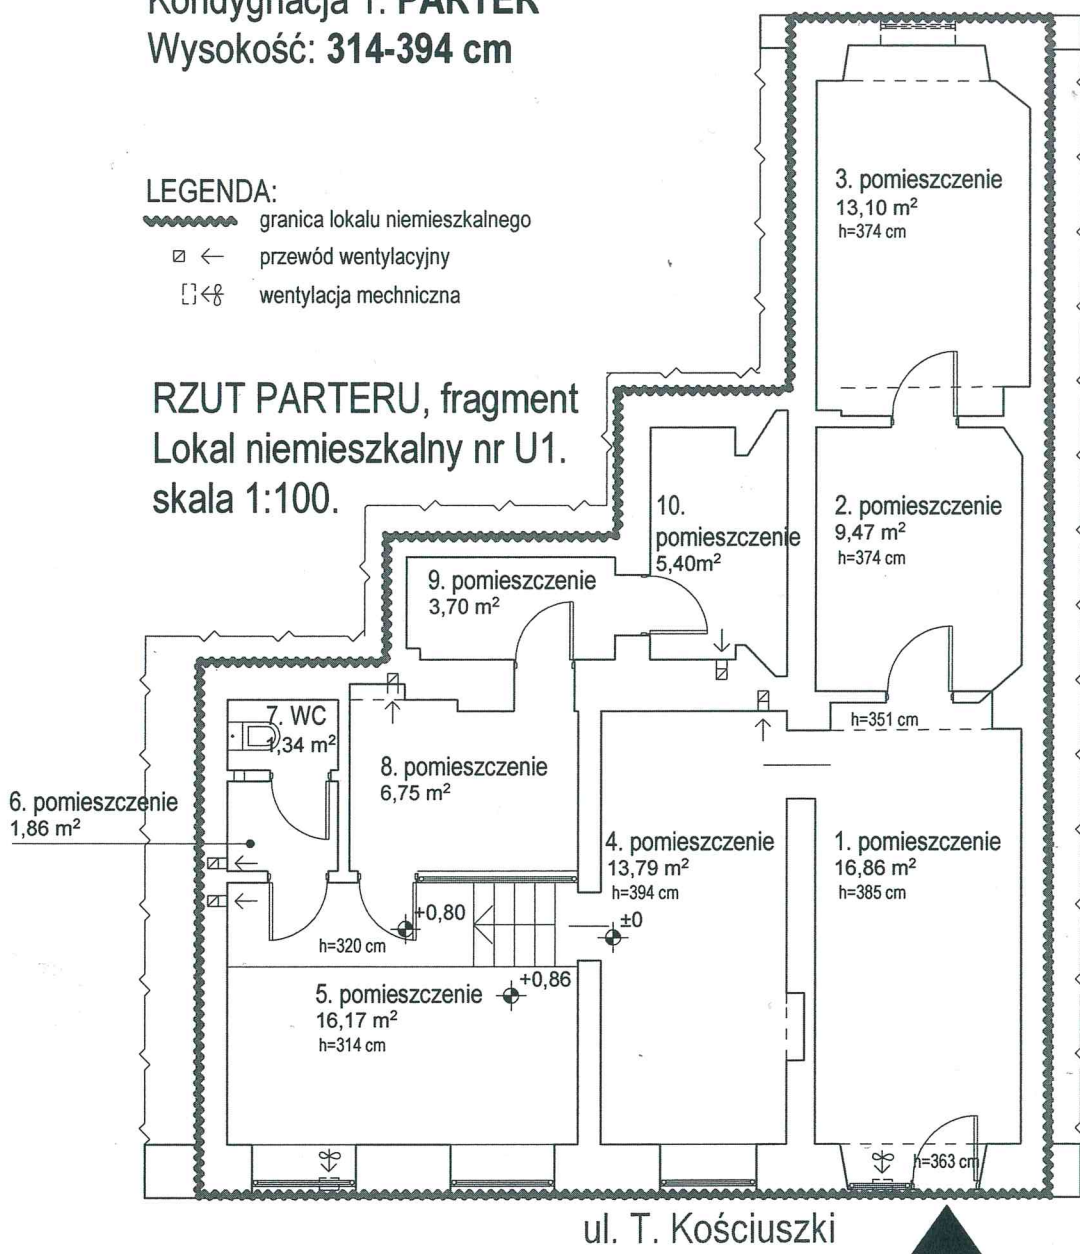 Kondygnacja 1: PARTER
Wysokość: 314-394 cm
LEGENDA:
granica lokalu niemieszkalnego
przewód wentylacyjny
wentylacja mechniczna
RZUT PARTERU, fragment
Lokal niemieszkalny nr U1.
skala 1:100.
3. pomieszczenie
13,10 m²
h=374 cm
10.
pomieszczenie
5,40m²
2. pomieszczenie
9,47 m²
h=374 cm
9. pomieszczenie
3,70 m²
7. WC
1,34 m²
h=351 cm
8. pomieszczenie
6,75 m²
6. pomieszczenie
1,86 m²
4. pomieszczenie
13,79 m²
h=394 cm
1. pomieszczenie
16,86 m²
h=385 cm
+0,80
±0
h=320 cm
+0,86
5. pomieszczenie
16,17 m²
h=314 cm
h=363 cm
ul. T. Kościuszki